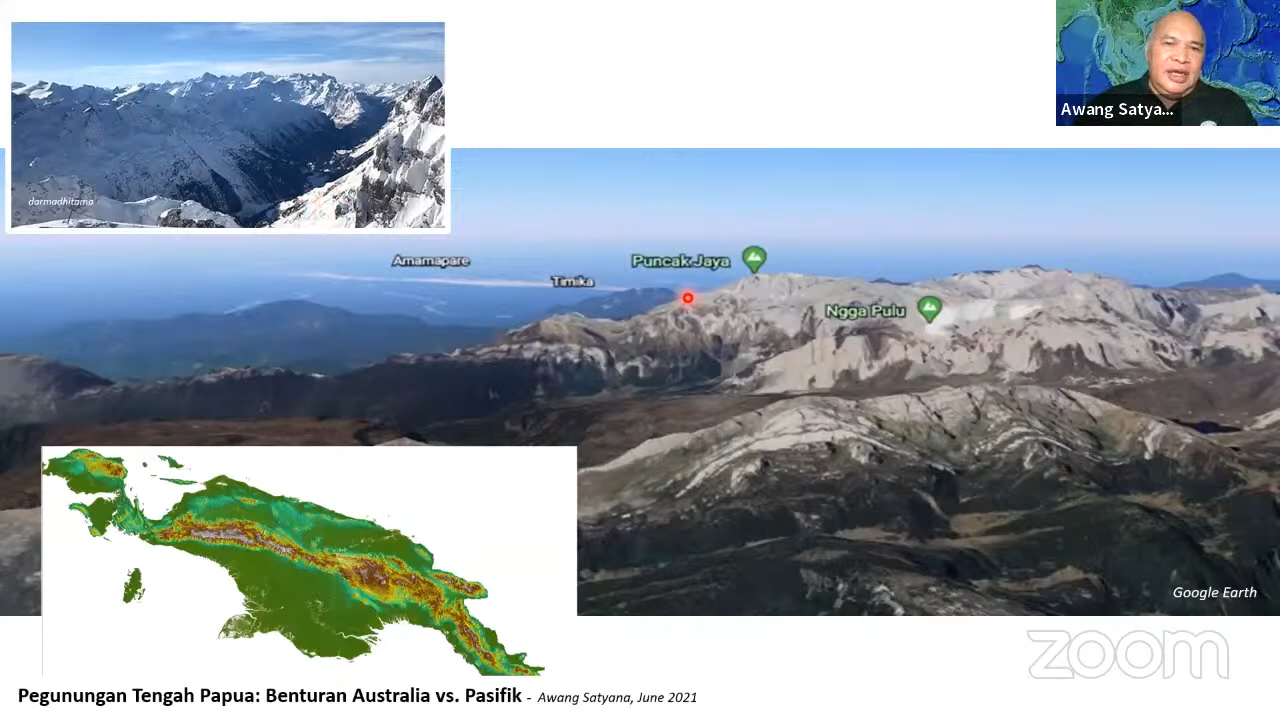 Awang Satya...
darmadhitama
Amamapare
Timika
Puncak Jaya
Ngga Pulu
Google Earth
zoom
Pegunungan Tengah Papua: Benturan Australia vs. Pasifik - Awang Satyana, June 2021